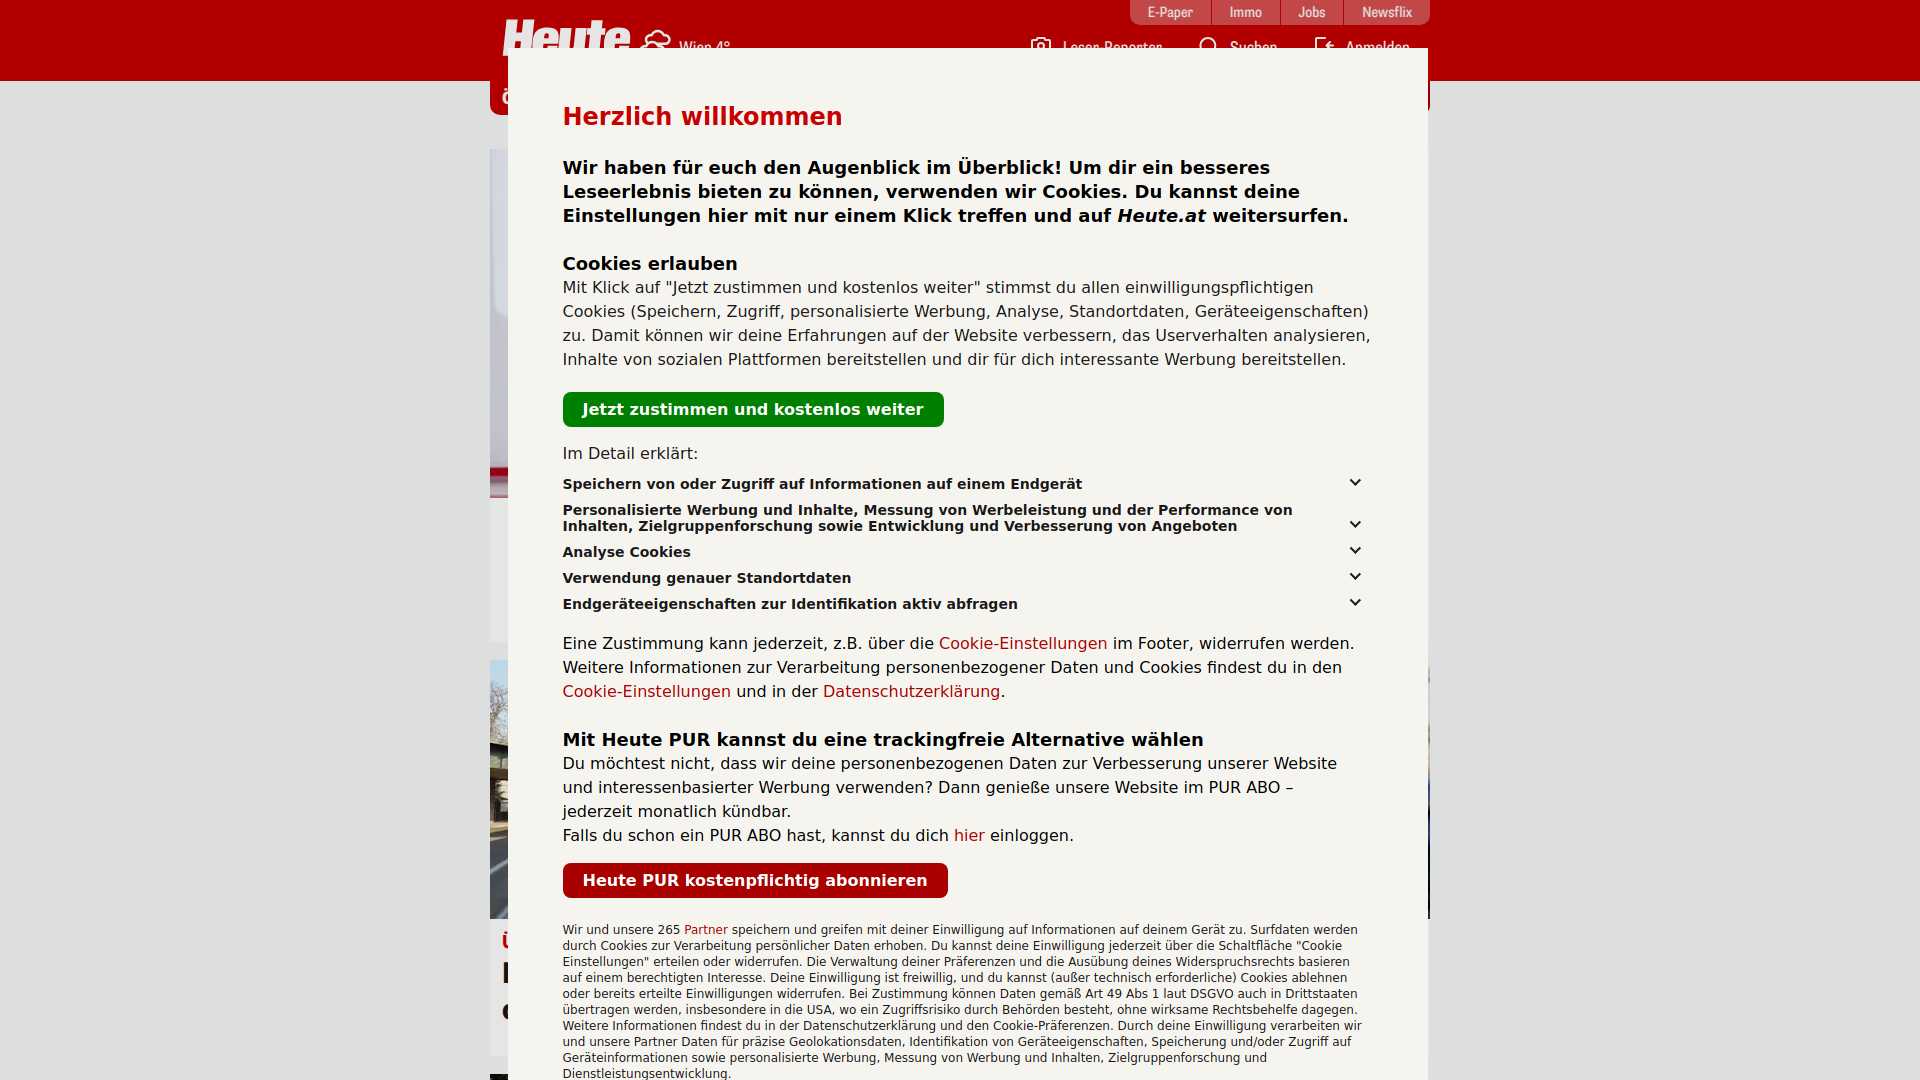 E-Paper
Immo
Jobs
Newsflix
Heute
Wien 4°
Leser-Reporter
Suchen
Anmelden
Herzlich willkommen
Wir haben für euch den Augenblick im Überblick! Um dir ein besseres
Leseerlebnis bieten zu können, verwenden wir Cookies. Du kannst deine
Einstellungen hier mit nur einem Klick treffen und auf Heute.at weitersurfen.
Cookies erlauben
Mit Klick auf "Jetzt zustimmen und kostenlos weiter" stimmst du allen einwilligungspflichtigen
Cookies (Speichern, Zugriff, personalisierte Werbung, Analyse, Standortdaten, Geräteeigenschaften)
zu. Damit können wir deine Erfahrungen auf der Website verbessern, das Userverhalten analysieren,
Inhalte von sozialen Plattformen bereitstellen und dir für dich interessante Werbung bereitstellen.
Jetzt zustimmen und kostenlos weiter
Im Detail erklärt:
Speichern von oder Zugriff auf Informationen auf einem Endgerät
Personalisierte Werbung und Inhalte, Messung von Werbeleistung und der Performance von
Inhalten, Zielgruppenforschung sowie Entwicklung und Verbesserung von Angeboten
Analyse Cookies
Verwendung genauer Standortdaten
Endgeräteeigenschaften zur Identifikation aktiv abfragen
Eine Zustimmung kann jederzeit, z.B. über die Cookie-Einstellungen im Footer, widerrufen werden.
Weitere Informationen zur Verarbeitung personenbezogener Daten und Cookies findest du in den
Cookie-Einstellungen und in der Datenschutzerklärung.
Mit Heute PUR kannst du eine trackingfreie Alternative wählen
Du möchtest nicht, dass wir deine personenbezogenen Daten zur Verbesserung unserer Website
und interessenbasierter Werbung verwenden? Dann genieße unsere Website im PUR ABO –
jederzeit monatlich kündbar.
Falls du schon ein PUR ABO hast, kannst du dich hier einloggen.
Heute PUR kostenpflichtig abonnieren
Wir und unsere 265 Partner speichern und greifen mit deiner Einwilligung auf Informationen auf deinem Gerät zu. Surfdaten werden
durch Cookies zur Verarbeitung persönlicher Daten erhoben. Du kannst deine Einwilligung jederzeit über die Schaltfläche "Cookie
Einstellungen" erteilen oder widerrufen. Die Verwaltung deiner Präferenzen und die Ausübung deines Widerspruchsrechts basieren
auf einem berechtigten Interesse. Deine Einwilligung ist freiwillig, und du kannst (außer technisch erforderliche) Cookies ablehnen
oder bereits erteilte Einwilligungen widerrufen. Bei Zustimmung können Daten gemäß Art 49 Abs 1 laut DSGVO auch in Drittstaaten
übertragen werden, insbesondere in die USA, wo ein Zugriffsrisiko durch Behörden besteht, ohne wirksame Rechtsbehelfe dagegen.
Weitere Informationen findest du in der Datenschutzerklärung und den Cookie-Präferenzen. Durch deine Einwilligung verarbeiten wir
und unsere Partner Daten für präzise Geolokationsdaten, Identifikation von Geräteeigenschaften, Speicherung und/oder Zugriff auf
Geräteinformationen sowie personalisierte Werbung, Messung von Werbung und Inhalten, Zielgruppenforschung und
Dienstleistungsentwicklung.